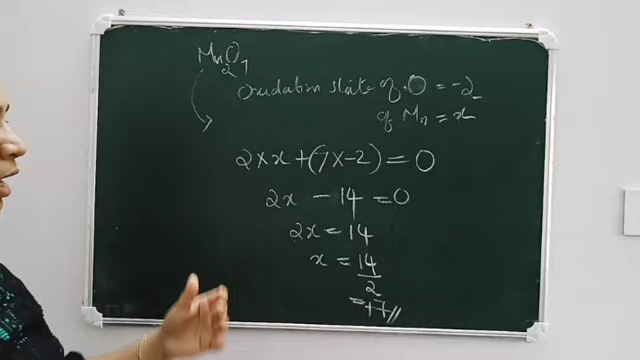 Mn₂O₇
Oxidation state of O = -2
of Mn = x
2×x + (7×-2) = 0
2x - 14 = 0
2x = 14
x = 14/2
= +7//